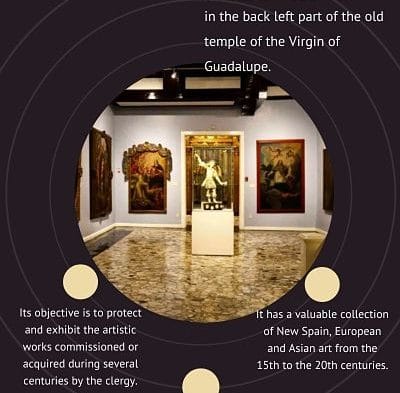 in the back left part of the old
temple of the Virgin of
Guadalupe.
Its objective is to protect
and exhibit the artistic
works commissioned or
acquired during several
centuries by the clergy.
It has a valuable collection
of New Spain, European
and Asian art from the
15th to the 20th centuries.